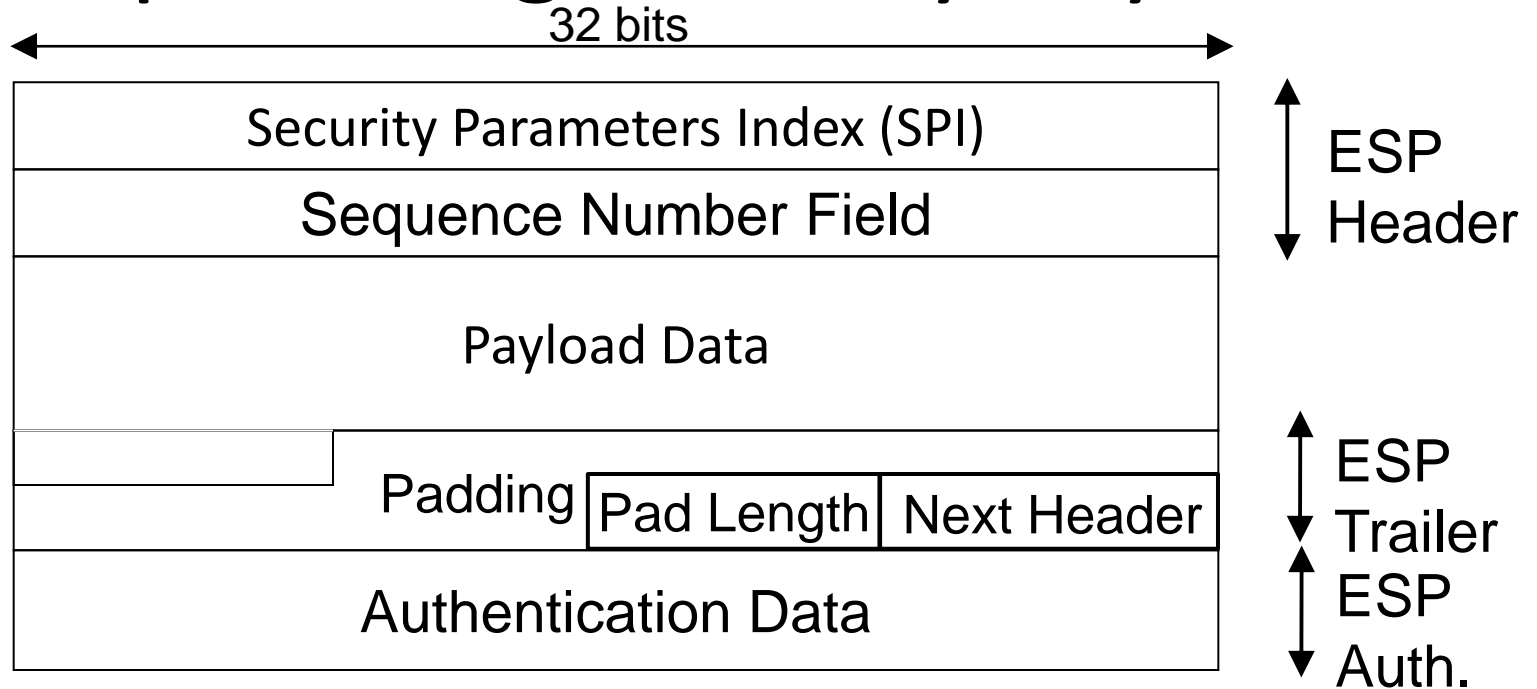 32 bits
Security Parameters Index (SPI)
ESP
Header
Sequence Number Field
Payload Data
ESP
Trailer
Padding
Pad Length
Next Header
Authentication Data
ESP
Auth.